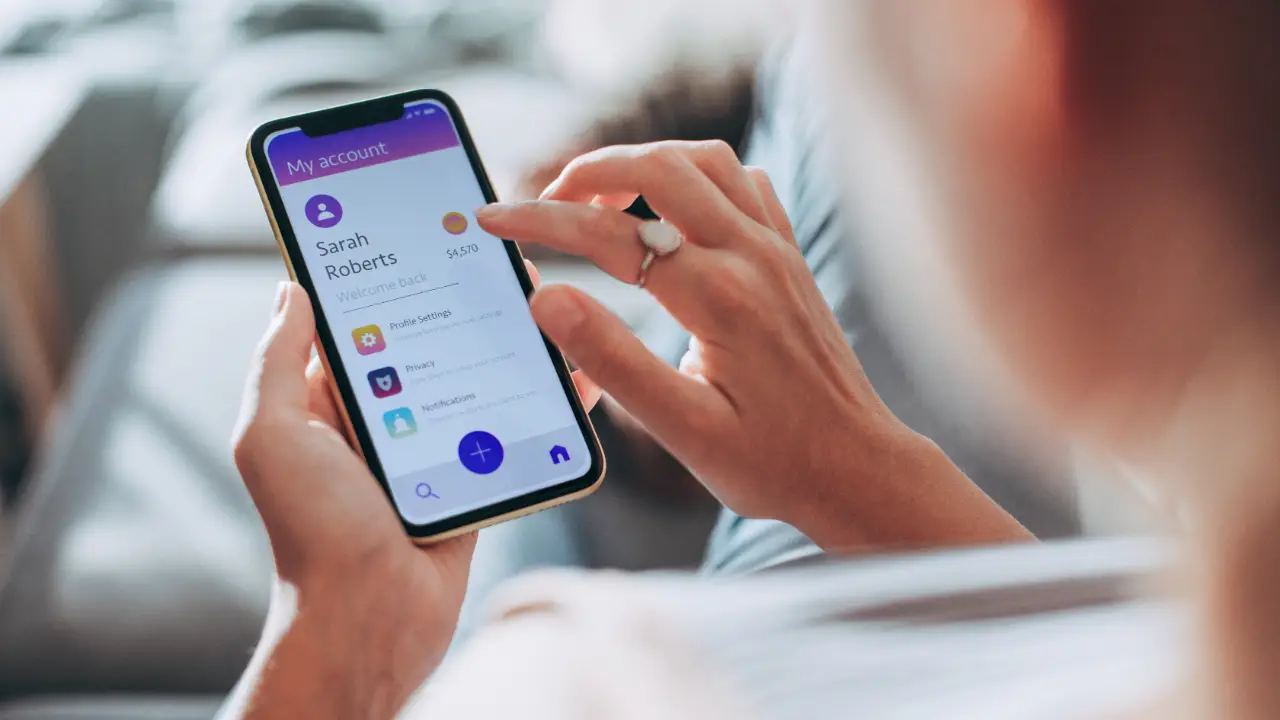 My account
Sarah
Roberts
$4,570
Welcome back
Profile Settings
Privacy
Notifications